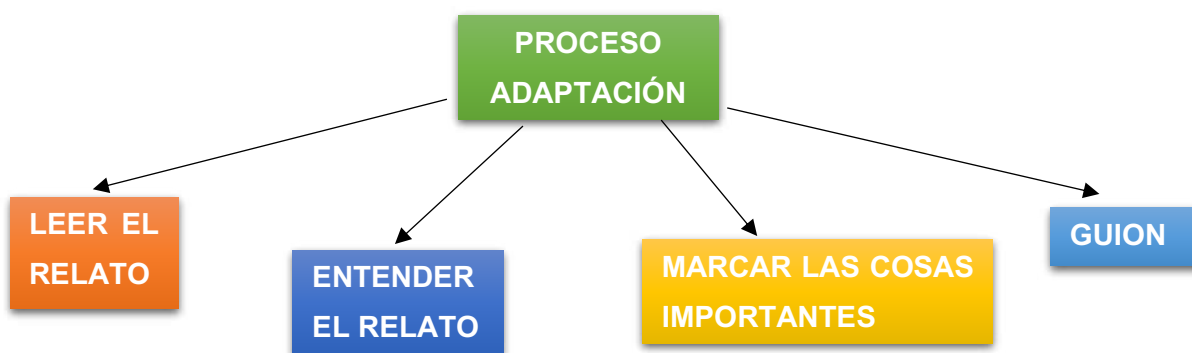 PROCESO
ADAPTACIÓN
LEER EL
RELATO
ENTENDER
EL RELATO
MARCAR LAS COSAS
IMPORTANTES
GUION